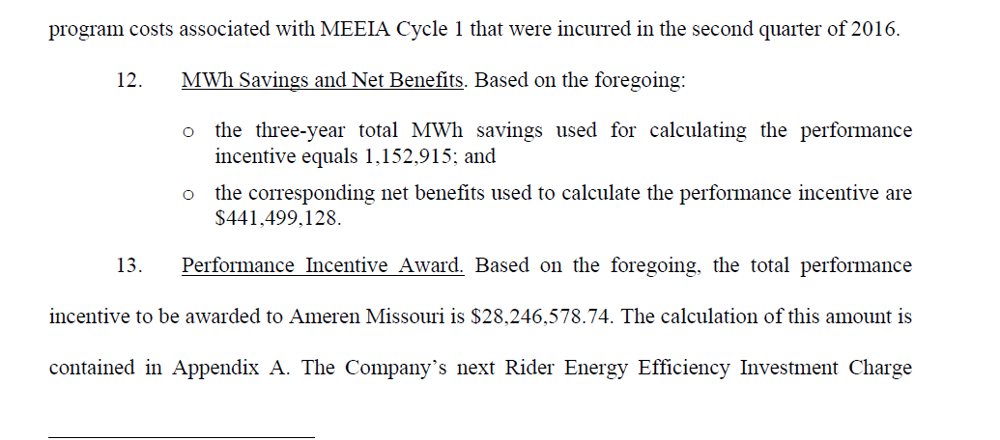 program costs associated with MEEIA Cycle 1 that were incurred in the second quarter of 2016.
12. MWh Savings and Net Benefits. Based on the foregoing:
o the three-year total MWh savings used for calculating the performance
incentive equals 1,152,915; and
o the corresponding net benefits used to calculate the performance incentive are
$441,499,128.
13. Performance Incentive Award. Based on the foregoing, the total performance
incentive to be awarded to Ameren Missouri is $28,246,578.74. The calculation of this amount is
contained in Appendix A. The Company’s next Rider Energy Efficiency Investment Charge